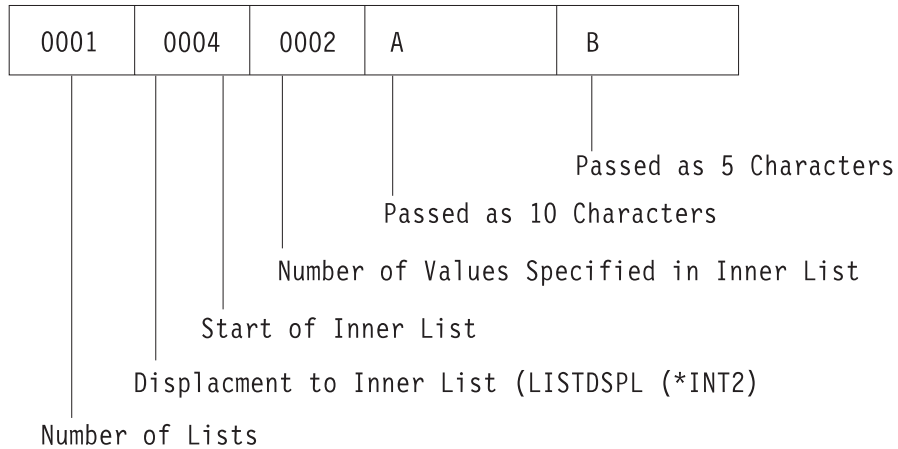 0001 0004 0002 A B
Passed as 5 Characters
Passed as 10 Characters
Number of Values Specified in Inner List
Start of Inner List
Displacment to Inner List (LISTDSPL (*INT2)
Number of Lists